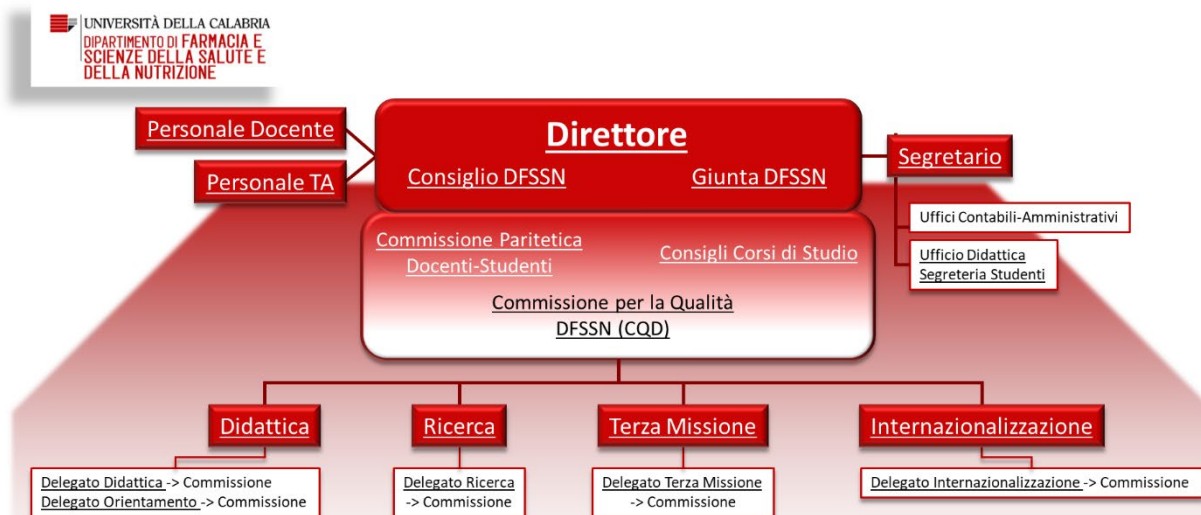 UNIVERSITÀ DELLA CALABRIA
DIPARTIMENTO DI FARMACIA E
SCIENZE DELLA SALUTE E
DELLA NUTRIZIONE
Personale Docente
Personale TA
Direttore
Consiglio DFSSN
Giunta DFSSN
Segretario
Uffici Contabili-Amministrativi
Ufficio Didattica
Segreteria Studenti
Commissione Paritetica
Docenti-Studenti
Consigli Corsi di Studio
Commissione per la Qualità
DFSSN (CQD)
Didattica
Ricerca
Terza Missione
Internazionalizzazione
Delegato Didattica -> Commissione
Delegato Orientamento -> Commissione
Delegato Ricerca
-> Commissione
Delegato Terza Missione
-> Commissione
Delegato Internazionalizzazione -> Commissione